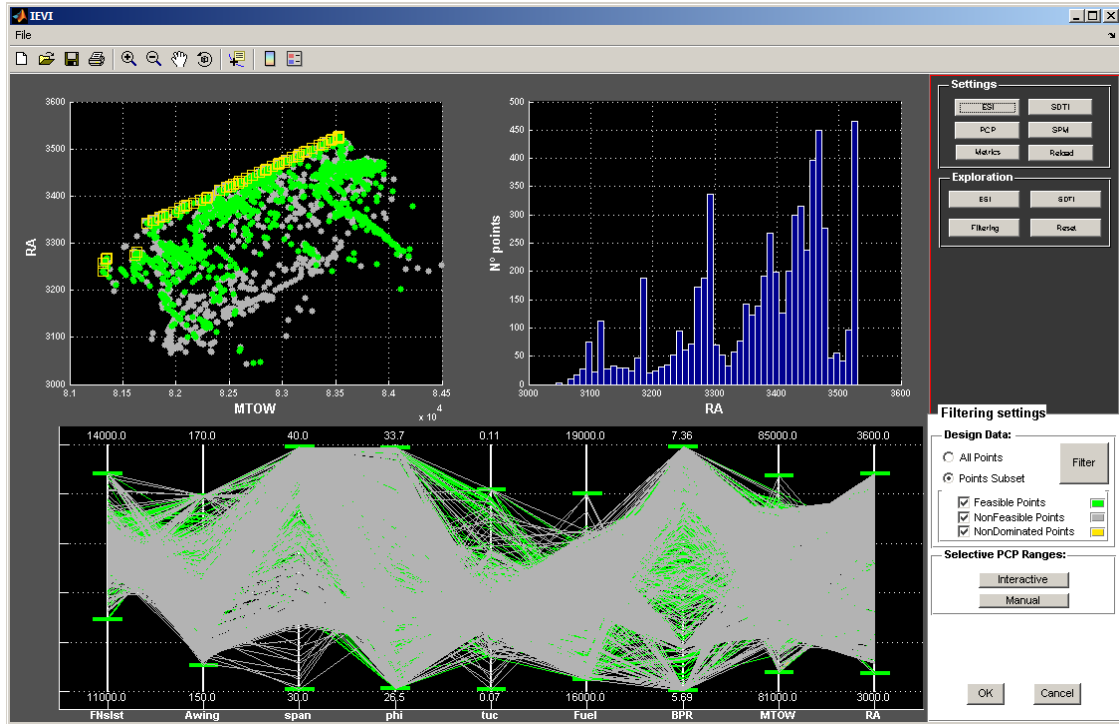 IEVI
File
3600
3500
3400
3300
3200
3100
3000
RA
8.1
8.15
8.2
8.25
8.3
8.35
8.4
8.45
MTOW
x 10
4
500
450
400
350
300
250
200
150
100
50
0
N° points
3000
3100
3200
3300
3400
3500
3600
RA
Settings
ESI SDTI
PCP SPM
Metrics Reload
Exploration
ESI SDTI
Filtering Reset
14000.0 170.0 40.0 33.7 0.11 19000.0 7.36 85000.0 3600.0
11000.0 150.0 30.0 26.5 0.07 16000.0 5.69 81000.0 3000.0
FNslst Awing span phi tuc Fuel BPR MTOW RA
Filtering settings
Design Data:
All Points
Points Subset
Filter
Feasible Points
NonFeasible Points
NonDominated Points
Selective PCP Ranges:
Interactive
Manual
OK Cancel